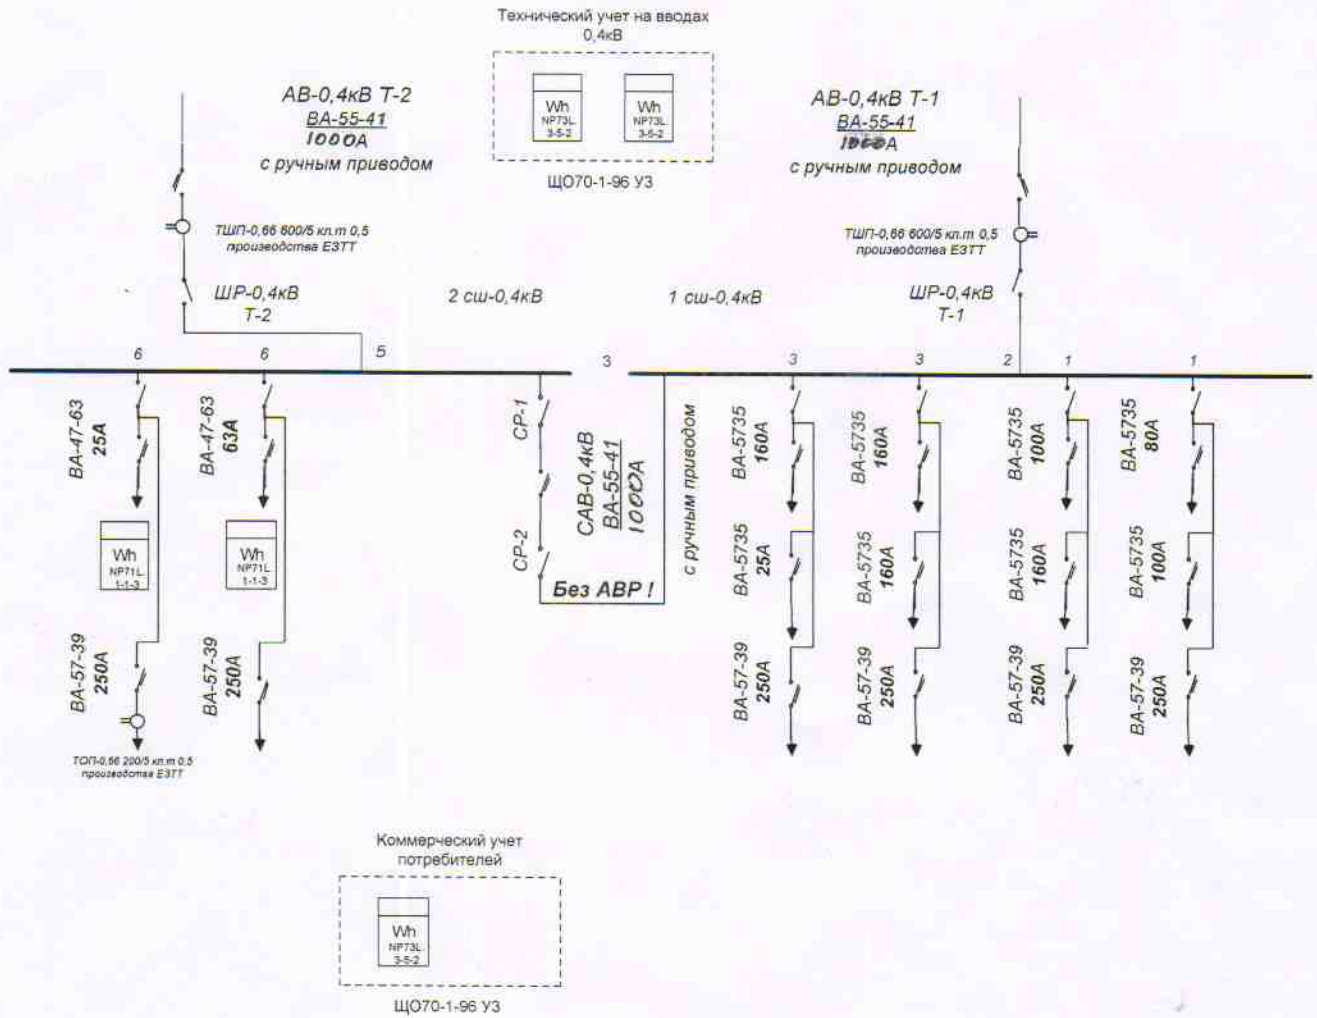 Технический учет на вводах
0,4кВ
Wh
NP73L.
3-5-2
Wh
NP73L.
3-5-2
ЩО70-1-96 У3
АВ-0,4кВ Т-2
ВА-55-41
1000А
с ручным приводом
АВ-0,4кВ Т-1
ВА-55-41
с ручным приводом
ТШП-0,66 600/5 кл.т 0,5
производства ЕЗТТ
ТШП-0,66 600/5 кл.т 0,5
производства ЕЗТТ
ШР-0,4кВ
Т-2
2 сш-0,4кВ
1 сш-0,4кВ
ШР-0,4кВ
Т-1
6
6
5
3
3
3
2
1
1
ВА-47-63
25А
ВА-47-63
63А
СР-1
САВ-0,4кВ
ВА-55-41
1000А
с ручным приводом
СР-2
Без АВР !
ВА-5735
160А
ВА-5735
160А
ВА-5735
100А
ВА-5735
80А
Wh
NP71L.
1-1-3
Wh
NP71L.
1-1-3
ВА-5735
25А
ВА-5735
160А
ВА-5735
160А
ВА-5735
100А
ВА-57-39
250А
ВА-57-39
250А
ВА-57-39
250А
ВА-57-39
250А
ВА-57-39
250А
ВА-57-39
250А
ТОП-0,66 200/5 кл.т 0,5
производства ЕЗТТ
Коммерческий учет
потребителей
Wh
NP73L.
3-5-2
ЩО70-1-96 У3